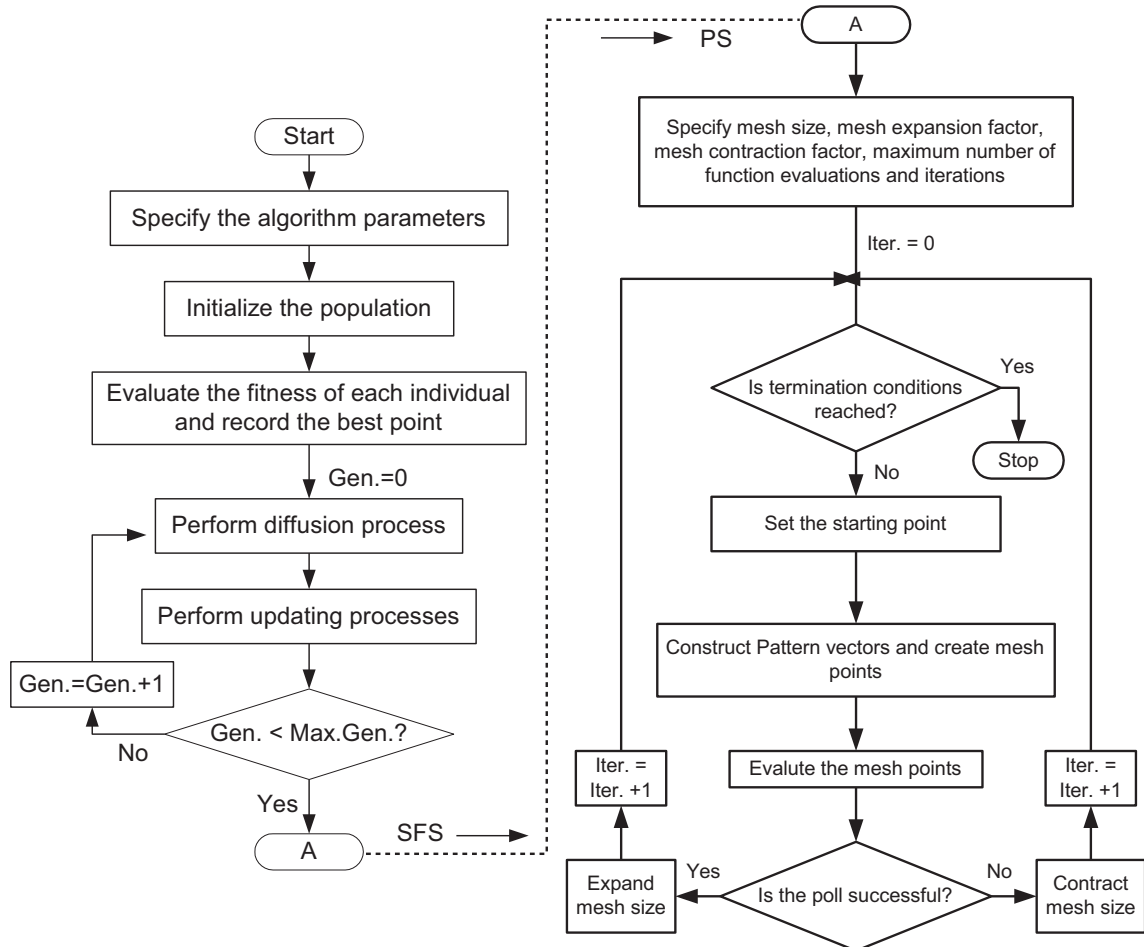 Start
Specify the algorithm parameters
Initialize the population
Evaluate the fitness of each individual
and record the best point
Gen.=0
Perform diffusion process
Perform updating processes
Gen.=Gen.+1
Gen. < Max.Gen.?
No
Yes
A
SFS
PS
A
Specify mesh size, mesh expansion factor,
mesh contraction factor, maximum number of
function evaluations and iterations
Iter. = 0
Is termination conditions
reached?
Yes
Stop
No
Set the starting point
Construct Pattern vectors and create mesh
points
Evalute the mesh points
Is the poll successful?
Yes
Expand
mesh size
Iter. =
Iter. +1
No
Contract
mesh size
Iter. =
Iter. +1